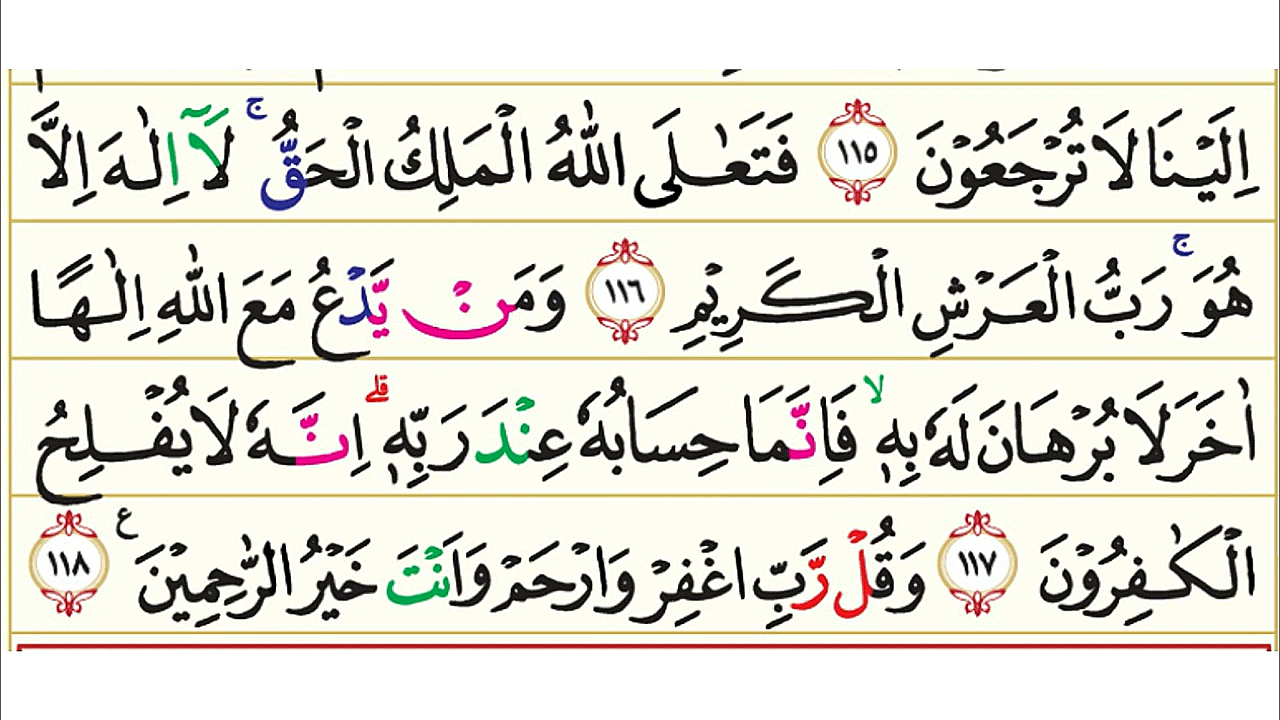 اِلَيْنَا لَا تُرْجَعُوْنَ ١١٥ فَتَعٰلَى اللّٰهُ الْمَلِكُ الْحَقُّ ۚ لَاۤ اِلٰهَ اِلَّا
هُوَ ۚ رَبُّ الْعَرْشِ الْكَرِيْمِ ١١٦ وَمَنْ يَّدْعُ مَعَ اللّٰهِ اِلٰهًا
اٰخَرَ لَا بُرْهَانَ لَهٗ بِهٖ ۙ فَاِنَّمَا حِسَابُهٗ عِنْدَ رَبِّهٖ ؕ اِنَّهٗ لَا يُفْلِحُ
الْكٰفِرُوْنَ ١١٧ وَقُلْ رَّبِّ اغْفِرْ وَارْحَمْ وَاَنْتَ خَيْرُ الرّٰحِمِيْنَ ع ١١٨